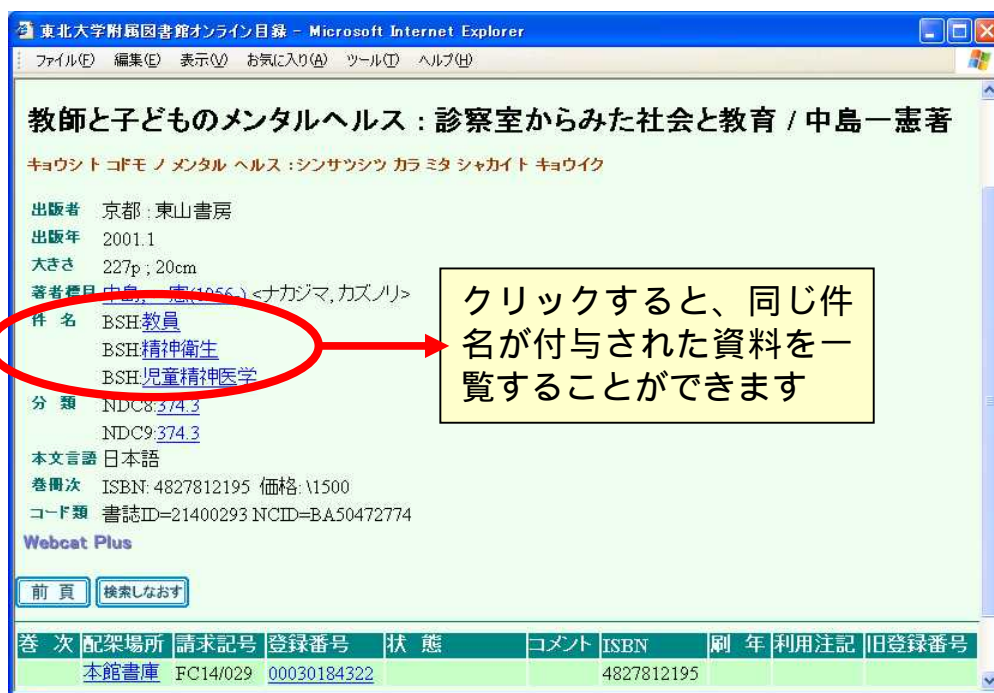 東北大学附属図書館オンライン目録 - Microsoft Internet Explorer
ファイル(F) 編集(E) 表示(V) お気に入り(A) ツール(T) ヘルプ(H)
教師と子どものメンタルヘルス : 診察室からみた社会と教育 / 中島一憲著
キョウシ ト コドモ ノ メンタル ヘルス :シンサツシツ カラ ミタ シャカイ ト キョウイク
出版者 京都 : 東山書房
出版年 2001.1
大きさ 227p ; 20cm
著者標目 中島, 一憲(1956-) <ナカジマ,カズノリ>
件 名 BSH:教員
BSH:精神衛生
BSH:児童精神医学
クリックすると、同じ件
名が付与された資料を一
覧することができます
分 類 NDC8:374.3
NDC9:374.3
本文言語 日本語
巻冊次 ISBN: 4827812195 価格: \1500
コード類 書誌ID=21400293 NCID=BA50472774
Webcat Plus
前 頁 検索しなおす
巻 次 配架場所 請求記号 登録番号 状 態 コメント ISBN 刷 年 利用注記 旧登録番号
本館書庫 FC14/029 00030184322 4827812195